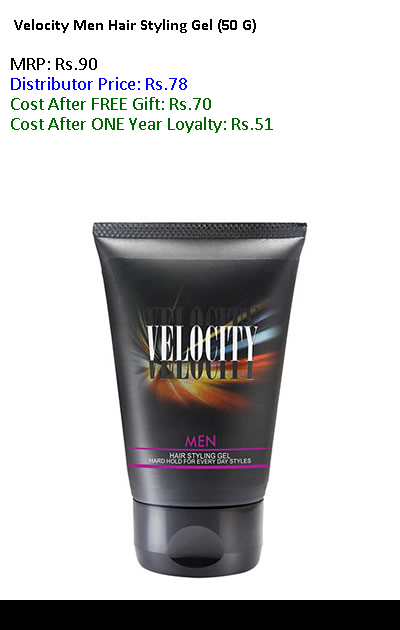 Velocity Men Hair Styling Gel (50 G)
MRP: Rs.90
Distributor Price: Rs.78
Cost After FREE Gift: Rs.70
Cost After ONE Year Loyalty: Rs.51
VELOCITY
MEN
HAIR STYLING GEL
HARD HOLD FOR EVERY DAY STYLES